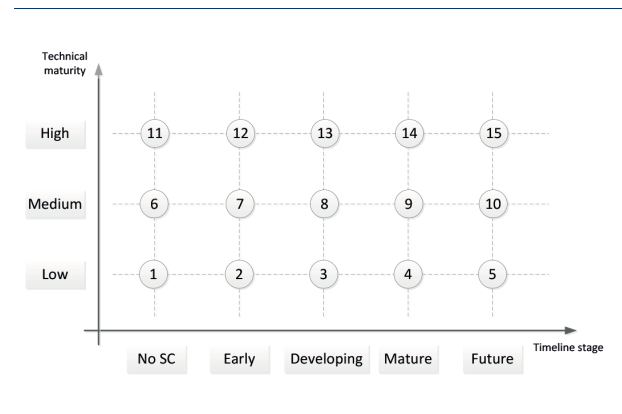 Technical
maturity
High
11 12 13 14 15
Medium
6 7 8 9 10
Low
1 2 3 4 5
Timeline stage
No SC Early Developing Mature Future